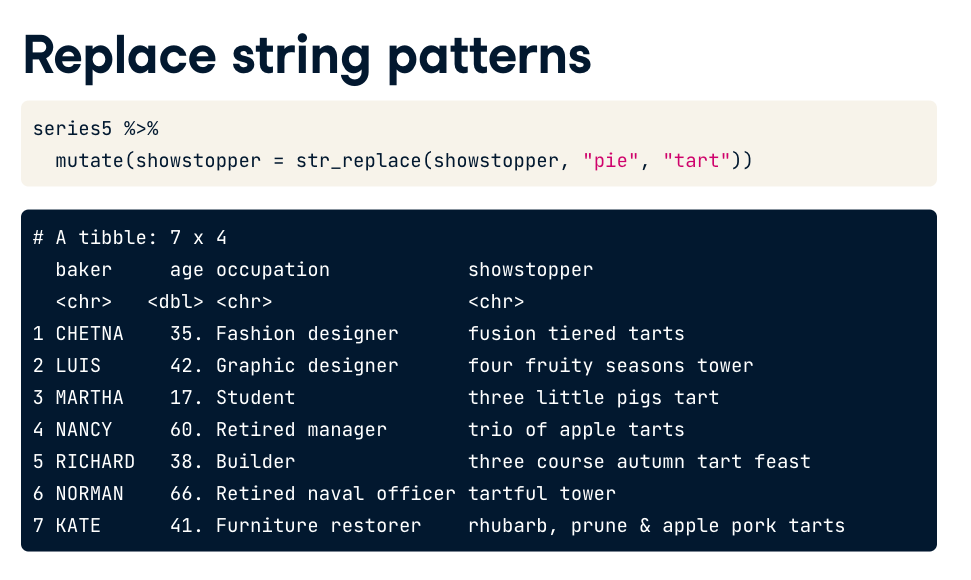 Replace string patterns
series5 %>%
  mutate(showstopper = str_replace(showstopper, "pie", "tart"))
# A tibble: 7 x 4
  baker     age occupation            showstopper
  <chr>   <dbl> <chr>                 <chr>
1 CHETNA    35. Fashion designer      fusion tiered tarts
2 LUIS      42. Graphic designer      four fruity seasons tower
3 MARTHA    17. Student               three little pigs tart
4 NANCY     60. Retired manager       trio of apple tarts
5 RICHARD   38. Builder               three course autumn tart feast
6 NORMAN    66. Retired naval officer tartful tower
7 KATE      41. Furniture restorer    rhubarb, prune & apple pork tarts